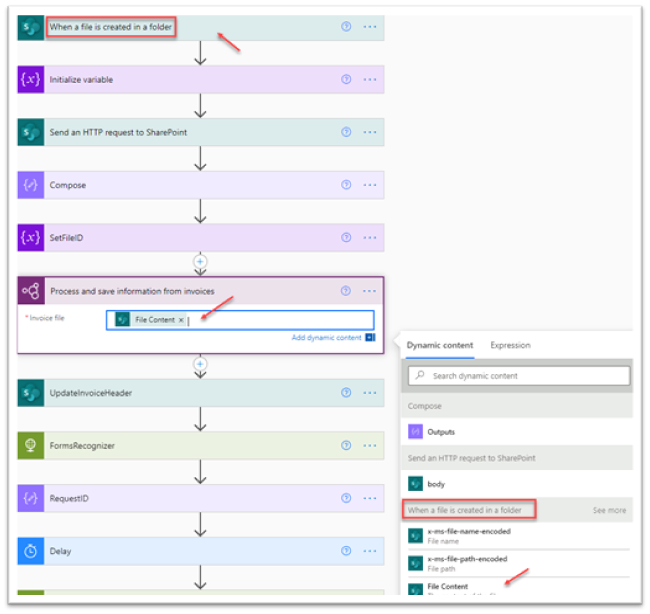 When a file is created in a folder
Initialize variable
Send an HTTP request to SharePoint
Compose
SetFileID
Process and save information from invoices
* Invoice file
File Content ×
Add dynamic content
UpdateInvoiceHeader
FormsRecognizer
RequestID
Delay
Dynamic content
Expression
Search dynamic content
Compose
Outputs
Send an HTTP request to SharePoint
body
When a file is created in a folder
See more
x-ms-file-name-encoded
File name
x-ms-file-path-encoded
File path
File Content